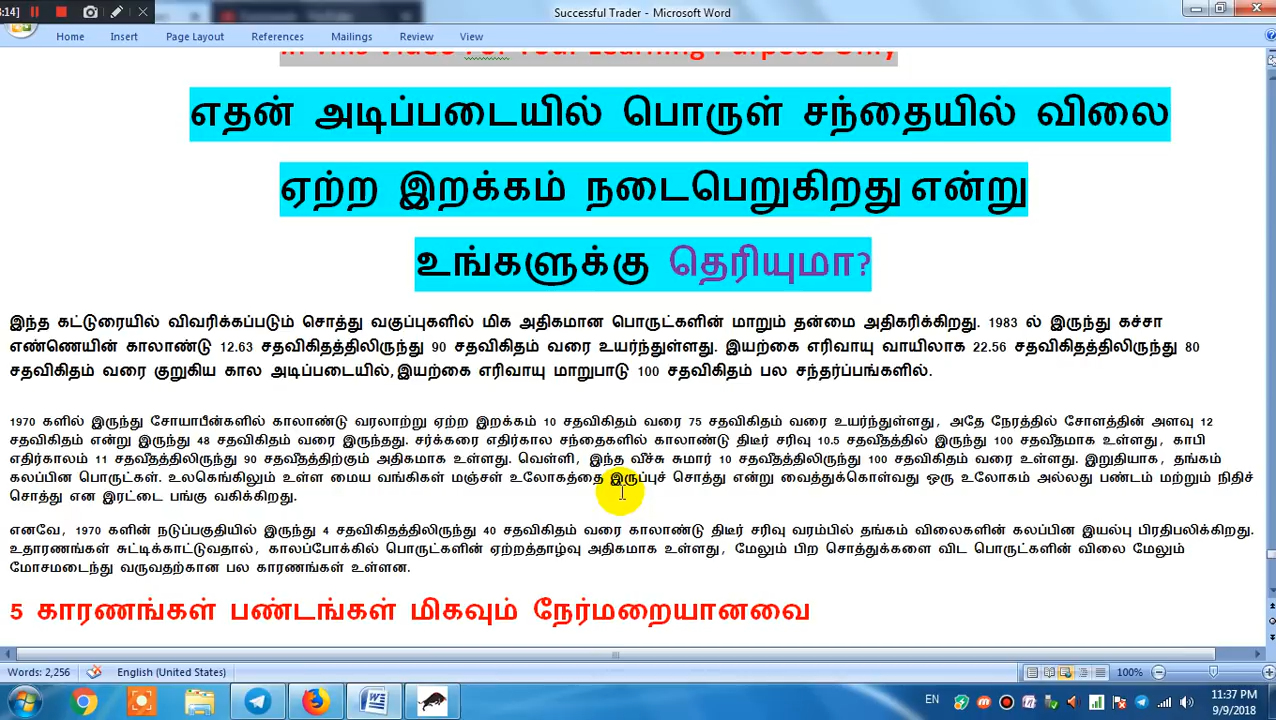 3:14
Successful Trader - Microsoft Word
Home Insert Page Layout References Mailings Review View
In This Video For Your Learning Purpose Only
எதன் அடிப்படையில் பொருள் சந்தையில் விலை
ஏற்ற இறக்கம் நடைபெறுகிறது என்று
உங்களுக்கு தெரியுமா?
இந்த கட்டுரையில் விவரிக்கப்படும் சொத்து வகுப்புகளில் மிக அதிகமான பொருட்களின் மாறும் தன்மை அதிகரிக்கிறது. 1983 ல் இருந்து கச்சா
எண்ணெயின் காலாண்டு 12.63 சதவிகிதத்திலிருந்து 90 சதவிகிதம் வரை உயர்ந்துள்ளது. இயற்கை எரிவாயு வாயிலாக 22.56 சதவிகிதத்திலிருந்து 80
சதவிகிதம் வரை குறுகிய கால அடிப்படையில்,இயற்கை எரிவாயு மாறுபாடு 100 சதவிகிதம் பல சந்தர்ப்பங்களில்.
1970 களில் இருந்து சோயாபீன்களில் காலாண்டு வரலாற்று ஏற்ற இறக்கம் 10 சதவிகிதம் வரை 75 சதவிகிதம் வரை உயர்ந்துள்ளது, அதே நேரத்தில் சோளத்தின் அளவு 12
சதவிகிதம் என்று இருந்து 48 சதவிகிதம் வரை இருந்தது. சர்க்கரை எதிர்கால சந்தைகளில் காலாண்டு திடீர் சரிவு 10.5 சதவீதத்தில் இருந்து 100 சதவீதமாக உள்ளது, காபி
எதிர்காலம் 11 சதவீதத்திலிருந்து 90 சதவீதத்திற்கும் அதிகமாக உள்ளது. வெள்ளி, இந்த வீச்சு சுமார் 10 சதவீதத்திலிருந்து 100 சதவிகிதம் வரை உள்ளது. இறுதியாக, தங்கம்
கலப்பின பொருட்கள். உலகெங்கிலும் உள்ள மைய வங்கிகள் மஞ்சள் உலோகத்தை இருப்புச் சொத்து என்று வைத்துக்கொள்வது ஒரு உலோகம் அல்லது பண்டம் மற்றும் நிதிச்
சொத்து என இரட்டை பங்கு வகிக்கிறது.
எனவே, 1970 களின் நடுப்பகுதியில் இருந்து 4 சதவிகிதத்திலிருந்து 40 சதவிகிதம் வரை காலாண்டு திடீர் சரிவு வரம்பில் தங்கம் விலைகளின் கலப்பின இயல்பு பிரதிபலிக்கிறது.
உதாரணங்கள் சுட்டிக்காட்டுவதால், காலப்போக்கில் பொருட்களின் ஏற்றத்தாழ்வு அதிகமாக உள்ளது, மேலும் பிற சொத்துக்களை விட பொருட்களின் விலை மேலும்
மோசமடைந்து வருவதற்கான பல காரணங்கள் உள்ளன.
5 காரணங்கள் பண்டங்கள் மிகவும் நேர்மறையானவை
Words: 2,256 English (United States) 100%
EN 11:37 PM
9/9/2018